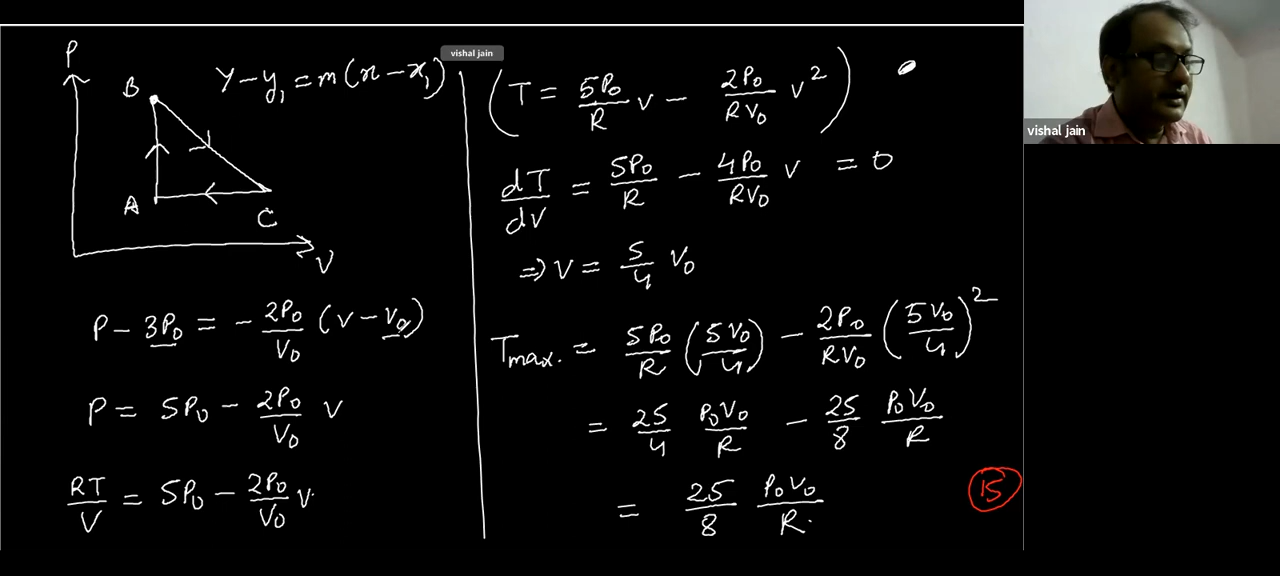 P
B
A
C
V
y - y₁ = m(x - x₁)
P - 3P₀ = - 2P₀/V₀ (V - V₀)
P = 5P₀ - 2P₀/V₀ V
RT/V = 5P₀ - 2P₀/V₀ V
vishal jain
(T = 5P₀/R V - 2P₀/RV₀ V²)
dT/dV = 5P₀/R - 4P₀/RV₀ V = 0
⇒ V = 5/4 V₀
Tmax. = 5P₀/R (5V₀/4) - 2P₀/RV₀ (5V₀/4)²
= 25/4 P₀V₀/R - 25/8 P₀V₀/R
= 25/8 P₀V₀/R.
15
vishal jain